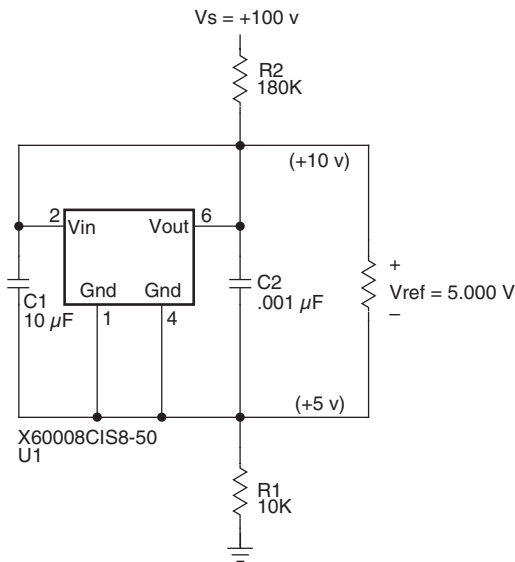 Vs = +100 v
R2
180K
(+10 v)
2
Vin
Vout
6
C1
10 µF
Gnd
Gnd
1
4
C2
.001 µF
+
Vref = 5.000 V
–
(+5 v)
X60008CIS8-50
U1
R1
10K